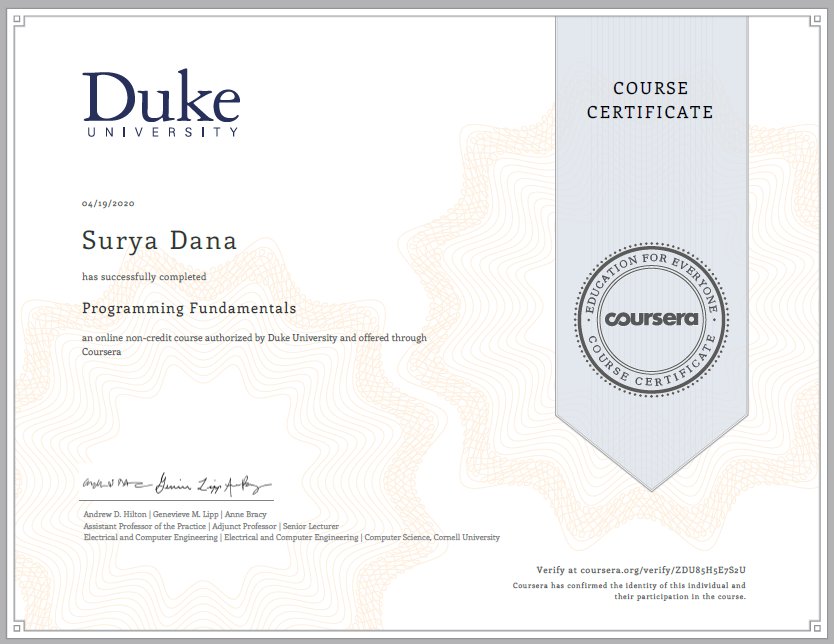 Duke
UNIVERSITY
COURSE
CERTIFICATE
04/19/2020
Surya Dana
has successfully completed
Programming Fundamentals
an online non-credit course authorized by Duke University and offered through
Coursera
EDUCATION FOR EVERYONE
coursera
COURSE CERTIFICATE
Andrew D. Hilton | Genevieve M. Lipp | Anne Bracy
Assistant Professor of the Practice | Adjunct Professor | Senior Lecturer
Electrical and Computer Engineering | Electrical and Computer Engineering | Computer Science, Cornell University
Verify at coursera.org/verify/ZDU85H5E7S2U
Coursera has confirmed the identity of this individual and
their participation in the course.